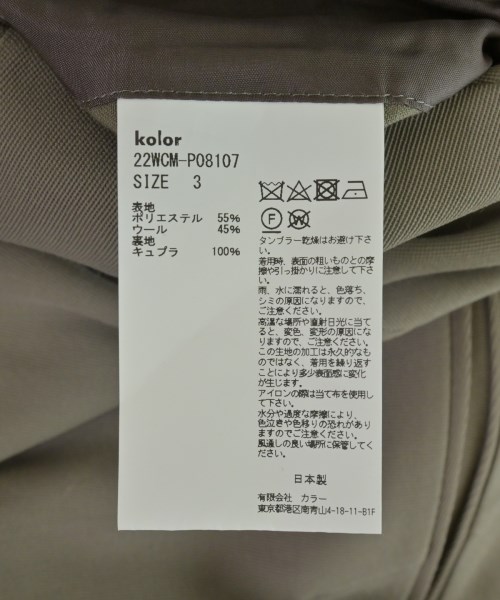 kolor
22WCM-P08107
SIZE 3
表地
ポリエステル 55%
ウール 45%
裏地
キュプラ 100%
F
W
タンブラー乾燥はお避け下さ
い。
着用時、表面の粗いものとの摩
擦や引っ掛かりに注意して下さ
い。
雨、水に濡れると、色落ち、
シミの原因になりますので、
ご注意ください。
高温な場所や直射日光に当て
ると、変色、変形の原因にな
りますので、ご注意ください。
この生地の加工は永久的なも
のではなく、着用を繰り返す
ことにより多少表面感に変化
が生じます。
アイロンの際は当て布を使用し
て下さい。
水分や過度な摩擦により、
色泣きや色移りの恐れがあり
ますのでご注意ください。
風通しの良い場所に保管してく
ださい。
日本製
有限会社 カラー
東京都港区南青山4-18-11-B1F